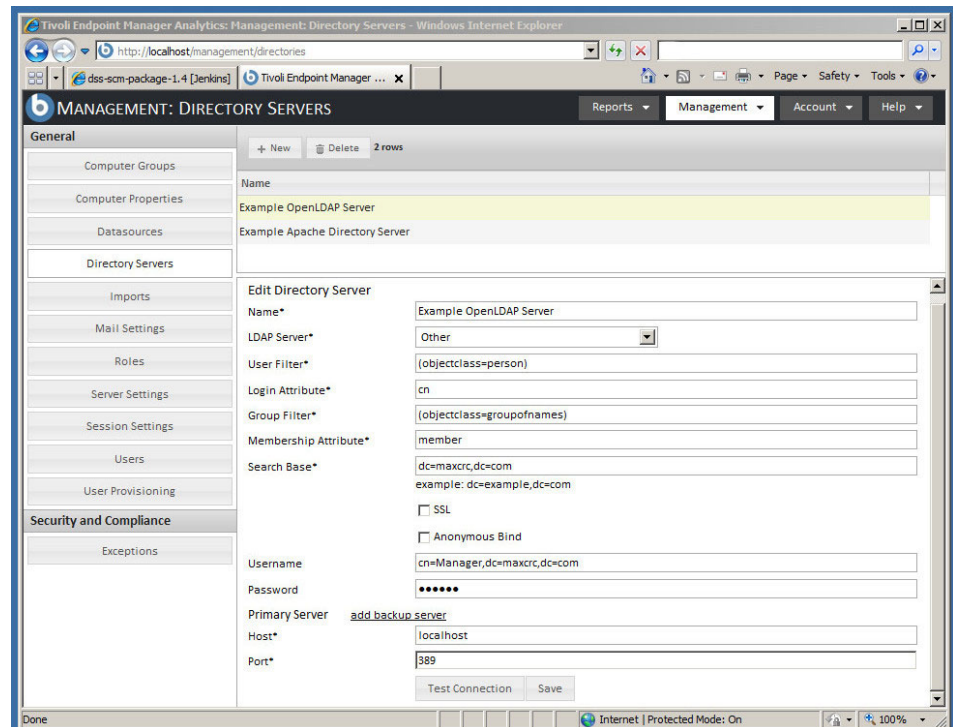 Tivoli Endpoint Manager Analytics: Management: Directory Servers - Windows Internet Explorer
http://localhost/management/directories
dss-scm-package-1.4 [Jenkins] Tivoli Endpoint Manager ... x
Page Safety Tools
b MANAGEMENT: DIRECTORY SERVERS
Reports Management Account Help
General
+ New Delete 2 rows
Computer Groups
Name
Computer Properties
Example OpenLDAP Server
Datasources
Example Apache Directory Server
Directory Servers
Imports
Mail Settings
Roles
Server Settings
Session Settings
Users
User Provisioning
Security and Compliance
Exceptions
Edit Directory Server
Name* Example OpenLDAP Server
LDAP Server* Other
User Filter* (objectclass=person)
Login Attribute* cn
Group Filter* (objectclass=groupofnames)
Membership Attribute* member
Search Base* dc=maxcrc,dc=com
example: dc=example,dc=com
SSL
Anonymous Bind
Username cn=Manager,dc=maxcrc,dc=com
Password ••••••
Primary Server add backup server
Host* localhost
Port* 389
Test Connection Save
Done Internet | Protected Mode: On 100%